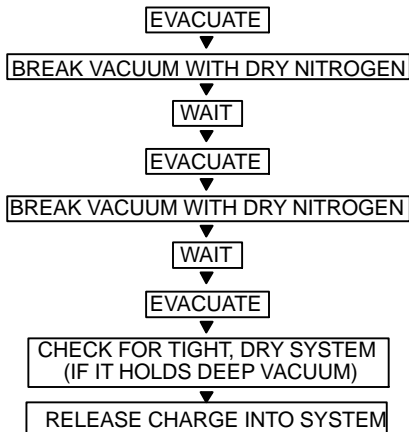 EVACUATE
BREAK VACUUM WITH DRY NITROGEN
WAIT
EVACUATE
BREAK VACUUM WITH DRY NITROGEN
WAIT
EVACUATE
CHECK FOR TIGHT, DRY SYSTEM
(IF IT HOLDS DEEP VACUUM)
RELEASE CHARGE INTO SYSTEM